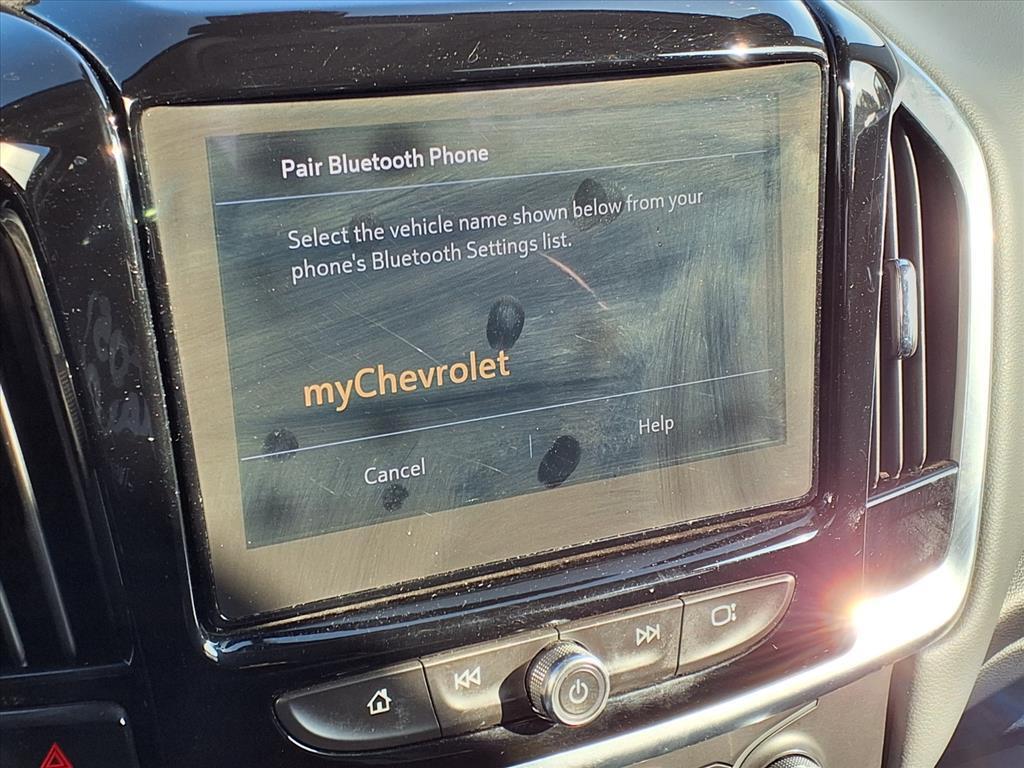 Pair Bluetooth Phone
Select the vehicle name shown below from your
phone's Bluetooth Settings list.
myChevrolet
Cancel
Help